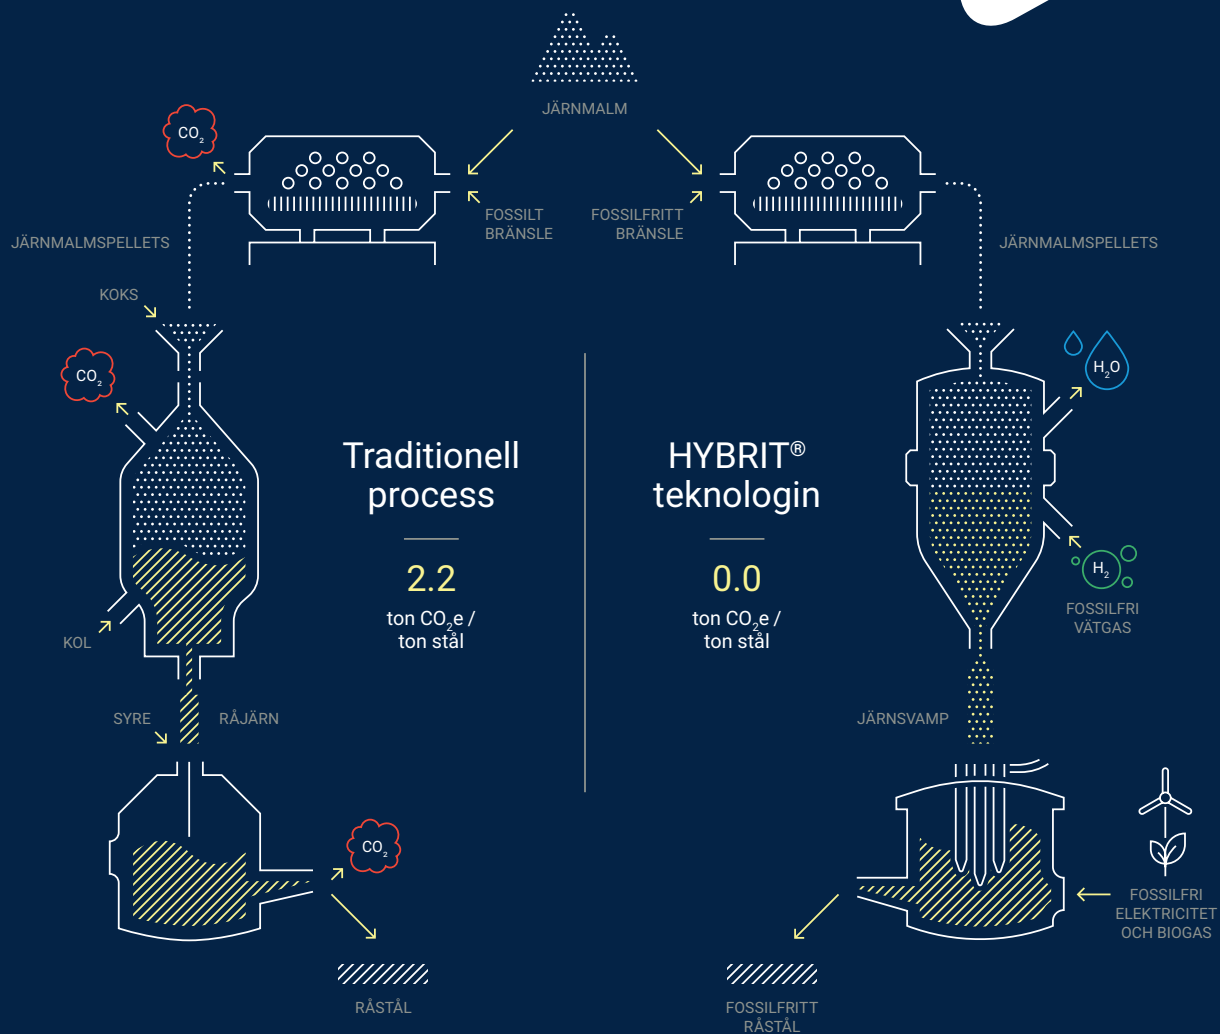 JÄRNMALM
CO₂
FOSSILT
BRÄNSLE
FOSSILFRITT
BRÄNSLE
JÄRNMALMSPELLETS
JÄRNMALMSPELLETS
KOKS
CO₂
H₂O
Traditionell
process
2.2
ton CO₂e /
ton stål
HYBRIT®
teknologin
0.0
ton CO₂e /
ton stål
H₂
FOSSILFRI
VÄTGAS
KOL
SYRE
RÅJÄRN
JÄRNSVAMP
CO₂
FOSSILFRI
ELEKTRICITET
OCH BIOGAS
RÅSTÅL
FOSSILFRITT
RÅSTÅL